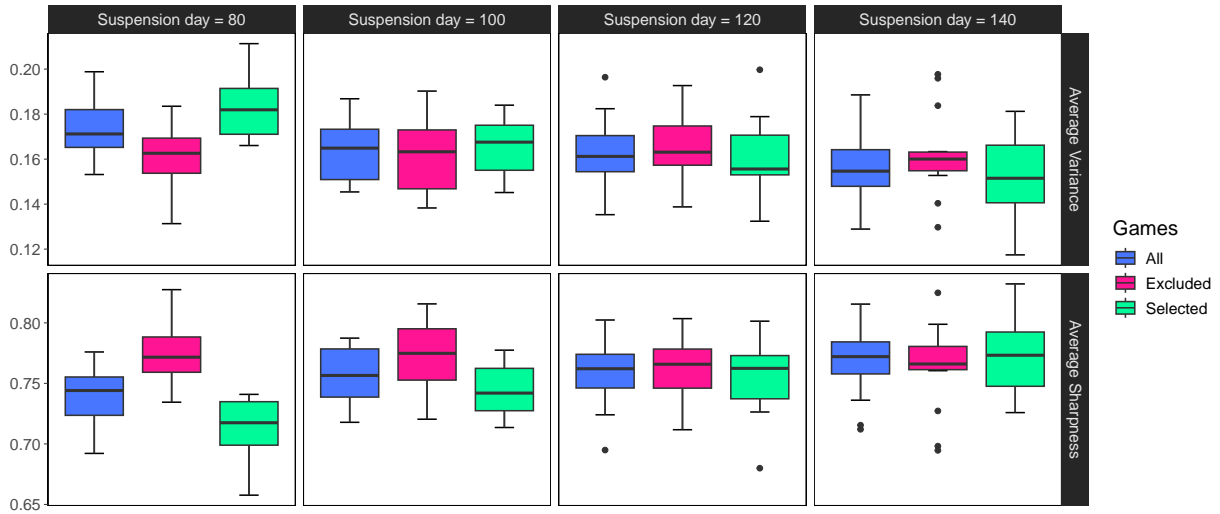 Suspension day = 80
Suspension day = 100
Suspension day = 120
Suspension day = 140
0.20
0.18
0.16
0.14
0.12
Average Variance
0.80
0.75
0.70
0.65
Average Sharpness
Games
All
Excluded
Selected